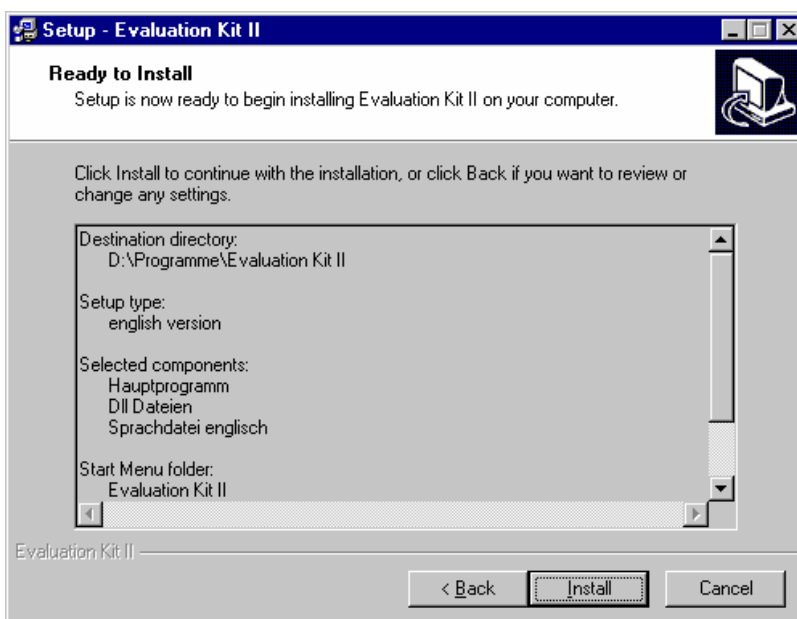 Setup - Evaluation Kit II
Ready to Install
Setup is now ready to begin installing Evaluation Kit II on your computer.
Click Install to continue with the installation, or click Back if you want to review or
change any settings.
Destination directory:
D:\Programme\Evaluation Kit II
Setup type:
english version
Selected components:
Hauptprogramm
Dll Dateien
Sprachdatei englisch
Start Menu folder:
Evaluation Kit II
Evaluation Kit II
< Back Install Cancel